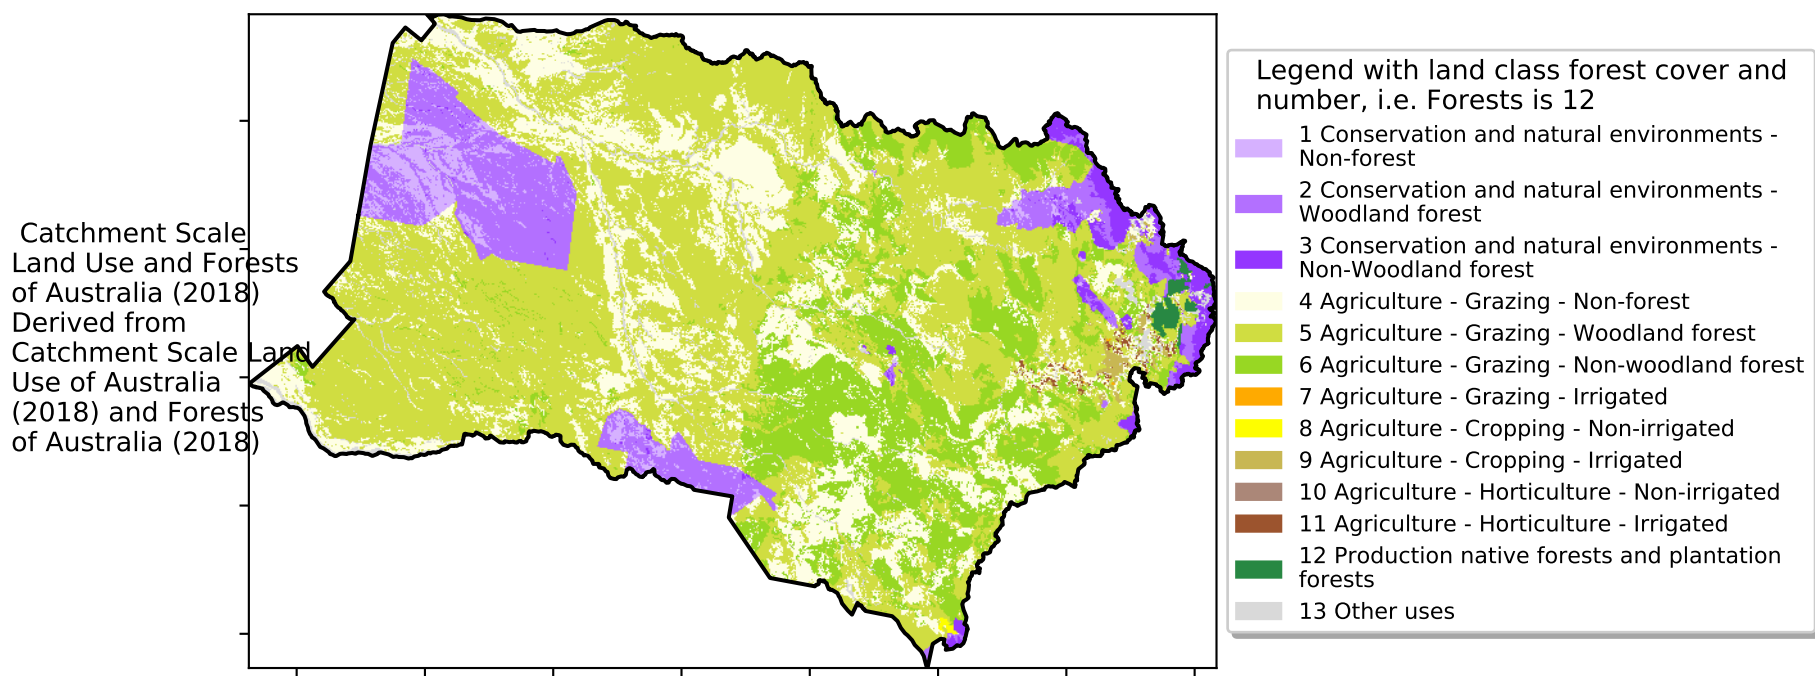 Catchment Scale
Land Use and Forests
of Australia (2018)
Derived from
Catchment Scale Land
Use of Australia
(2018) and Forests
of Australia (2018)
Legend with land class forest cover and
number, i.e. Forests is 12
1 Conservation and natural environments -
Non-forest
2 Conservation and natural environments -
Woodland forest
3 Conservation and natural environments -
Non-Woodland forest
4 Agriculture - Grazing - Non-forest
5 Agriculture - Grazing - Woodland forest
6 Agriculture - Grazing - Non-woodland forest
7 Agriculture - Grazing - Irrigated
8 Agriculture - Cropping - Non-irrigated
9 Agriculture - Cropping - Irrigated
10 Agriculture - Horticulture - Non-irrigated
11 Agriculture - Horticulture - Irrigated
12 Production native forests and plantation
forests
13 Other uses